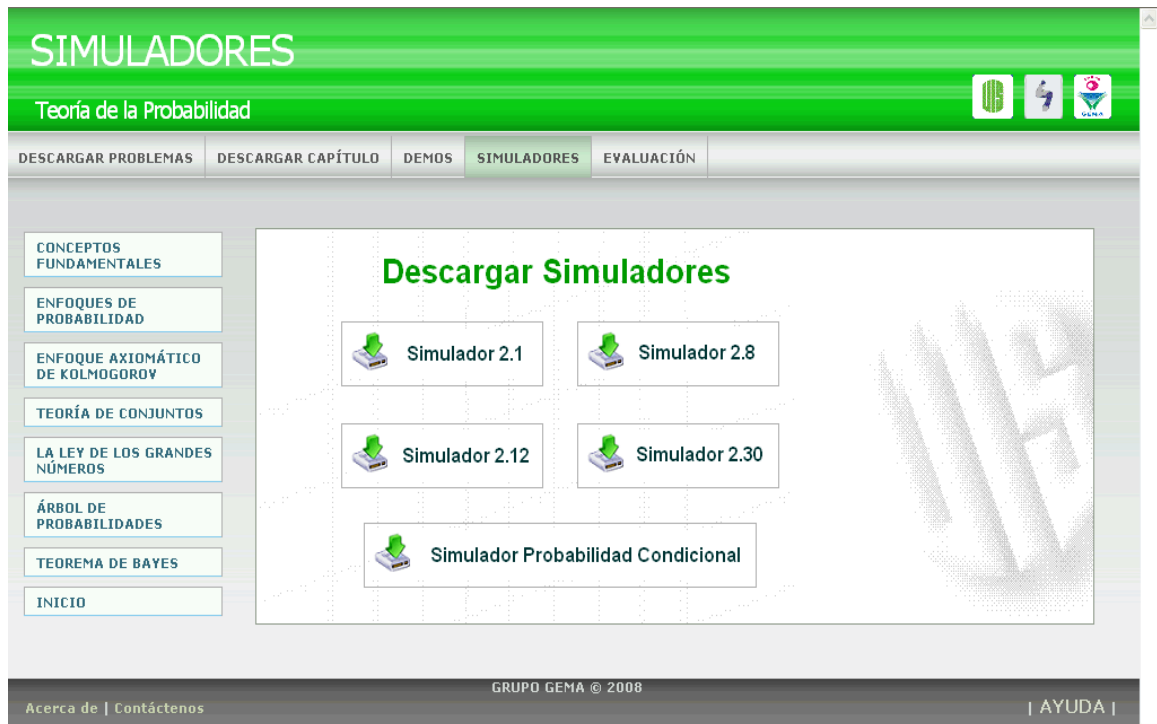 SIMULADORES
Teoría de la Probabilidad
GEMA
DESCARGAR PROBLEMAS DESCARGAR CAPÍTULO DEMOS SIMULADORES EVALUACIÓN
CONCEPTOS
FUNDAMENTALES
ENFOQUES DE
PROBABILIDAD
ENFOQUE AXIOMÁTICO
DE KOLMOGOROV
TEORÍA DE CONJUNTOS
LA LEY DE LOS GRANDES
NÚMEROS
ÁRBOL DE
PROBABILIDADES
TEOREMA DE BAYES
INICIO
Descargar Simuladores
Simulador 2.1
Simulador 2.8
Simulador 2.12
Simulador 2.30
Simulador Probabilidad Condicional
GRUPO GEMA © 2008
Acerca de | Contáctenos
| AYUDA |